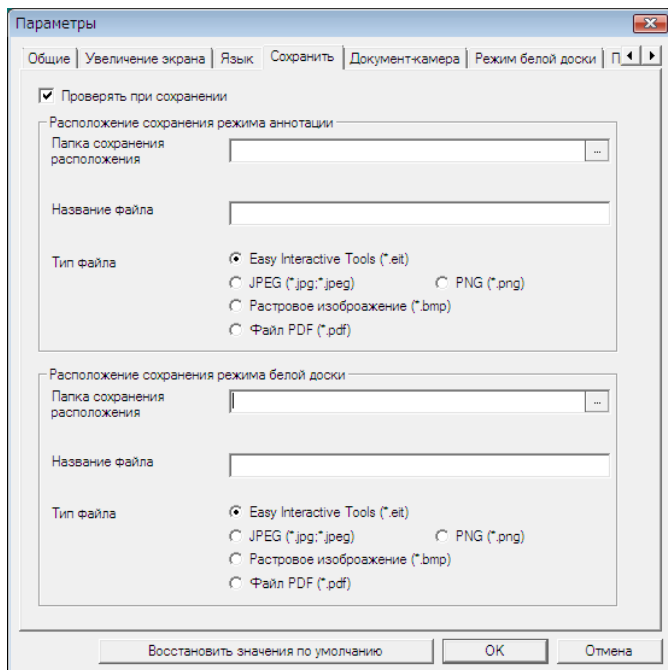 Параметры
Общие Увеличение экрана Язык Сохранить Документ-камера Режим белой доски П
Проверять при сохранении
Расположение сохранения режима аннотации
Папка сохранения
расположения
...
Название файла
Тип файла
Easy Interactive Tools (*.eit)
JPEG (*.jpg;*.jpeg) PNG (*.png)
Растровое изоброажение (*.bmp)
Файл PDF (*.pdf)
Расположение сохранения режима белой доски
Папка сохранения
расположения
...
Название файла
Тип файла
Easy Interactive Tools (*.eit)
JPEG (*.jpg;*.jpeg) PNG (*.png)
Растровое изоброажение (*.bmp)
Файл PDF (*.pdf)
Восстановить значения по умолчанию OK Отмена